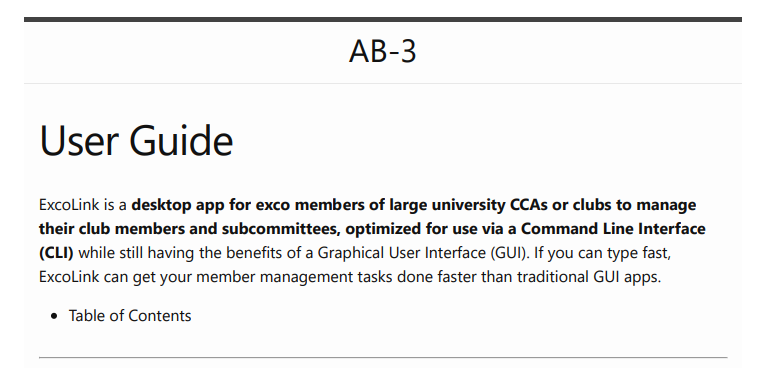 AB-3
User Guide
ExcoLink is a desktop app for exco members of large university CCAs or clubs to manage
their club members and subcommittees, optimized for use via a Command Line Interface
(CLI) while still having the benefits of a Graphical User Interface (GUI). If you can type fast,
ExcoLink can get your member management tasks done faster than traditional GUI apps.
• Table of Contents